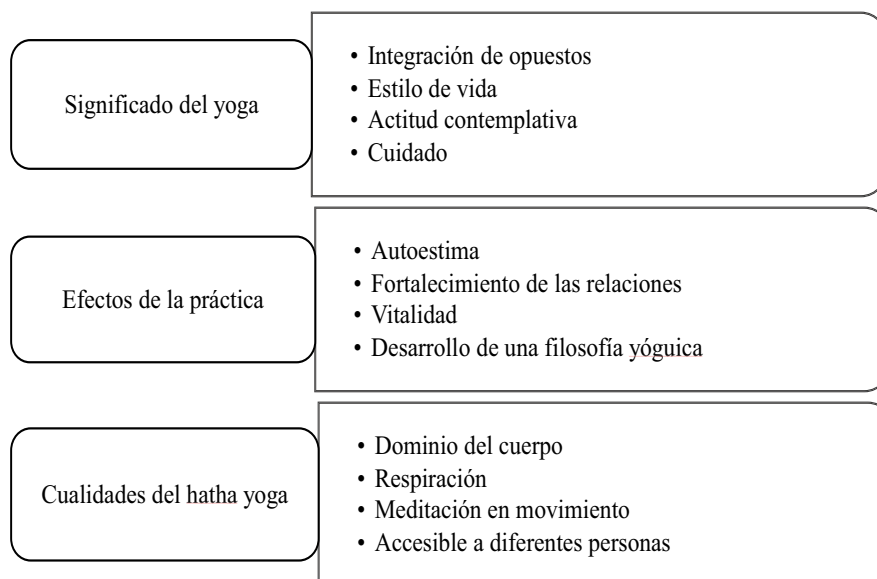 Significado del yoga
• Integración de opuestos
• Estilo de vida
• Actitud contemplativa
• Cuidado
Efectos de la práctica
• Autoestima
• Fortalecimiento de las relaciones
• Vitalidad
• Desarrollo de una filosofía yóguica
Cualidades del hatha yoga
• Dominio del cuerpo
• Respiración
• Meditación en movimiento
• Accesible a diferentes personas